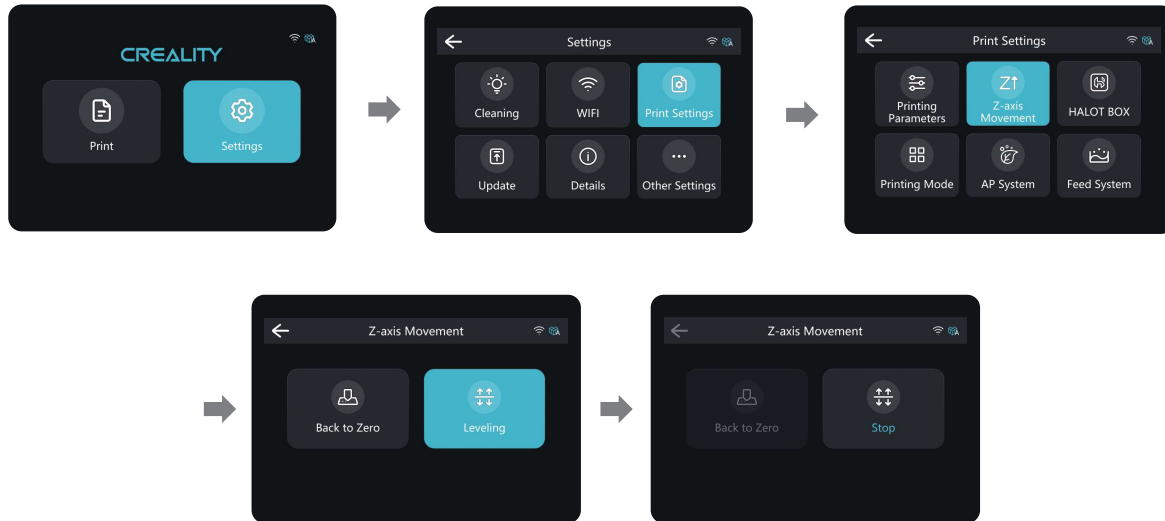 CREALITY
Print
Settings
Settings
Cleaning
WIFI
Print Settings
Update
Details
Other Settings
Print Settings
Printing
Parameters
Z-axis
Movement
HALOT BOX
Printing Mode
AP System
Feed System
Z-axis Movement
Back to Zero
Leveling
Z-axis Movement
Back to Zero
Stop